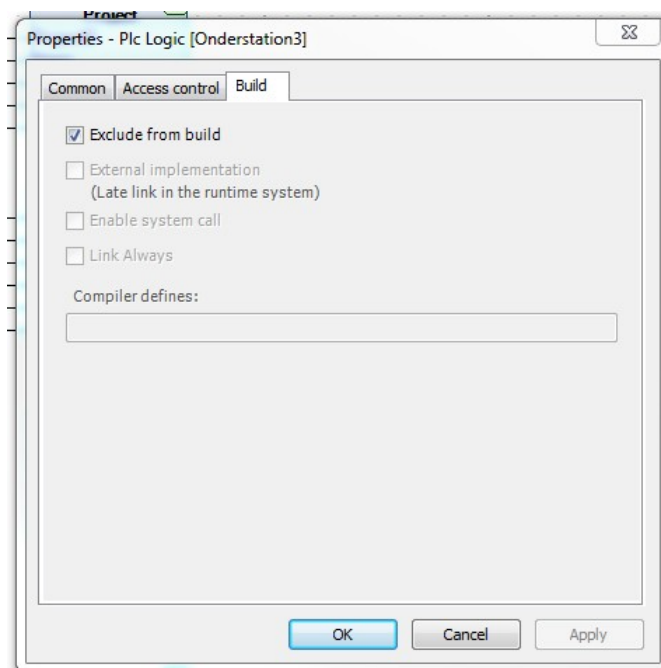 Project
Properties - Plc Logic [Onderstation3]
Common Access control Build
Exclude from build
External implementation
(Late link in the runtime system)
Enable system call
Link Always
Compiler defines:
OK Cancel Apply